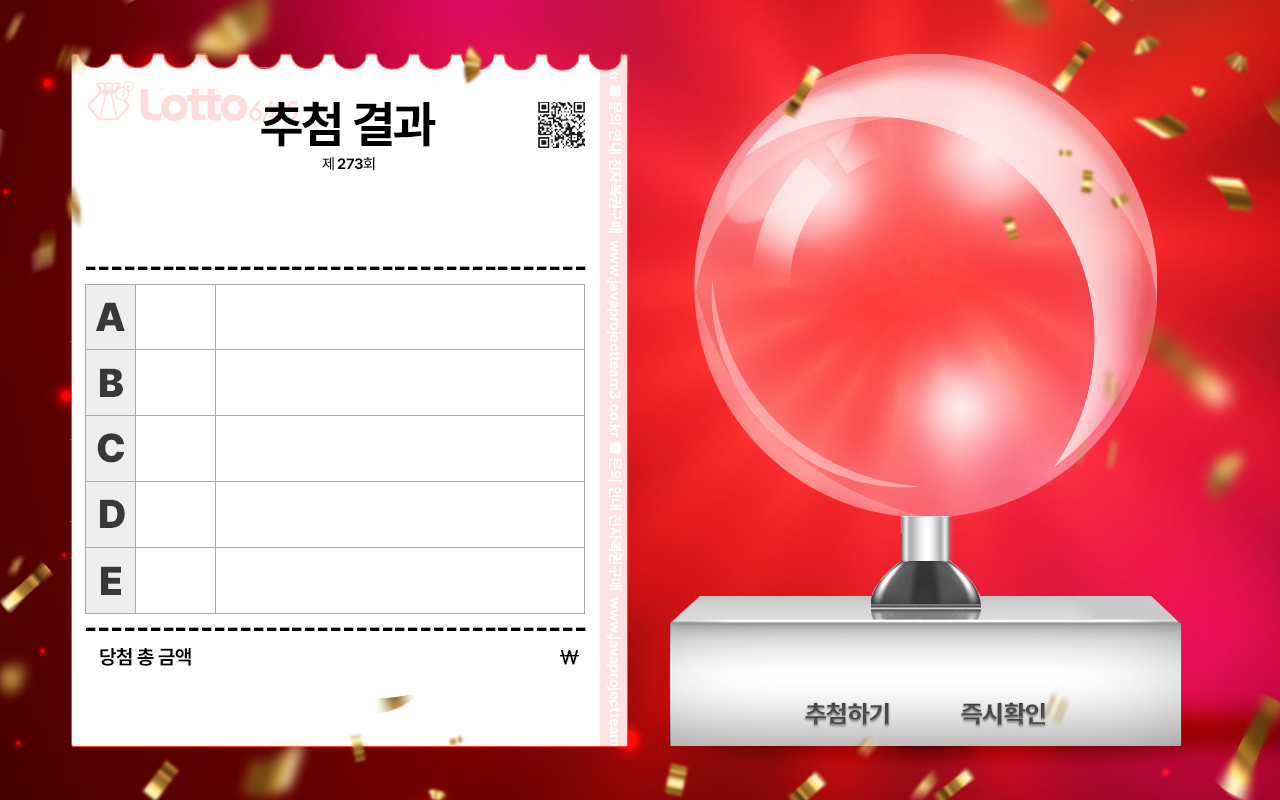 Lotto645
추첨 결과
제 273회
A
B
C
D
E
당첨 총 금액 ₩
kr ■ 문의 안내 전자복권구매 www.javaprojectteam3.co.kr ■ 문의 안내 전자복권구매 www.javaprojectteam
추첨하기 즉시확인